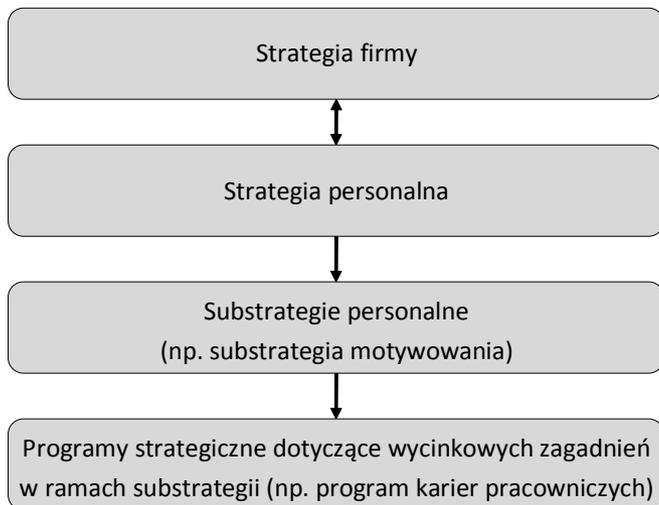 Strategia firmy
Strategia personalna
Substrategie personalne
(np. substrategia motywowania)
Programy strategiczne dotyczące wycinkowych zagadnień
w ramach substrategii (np. program karier pracowniczych)